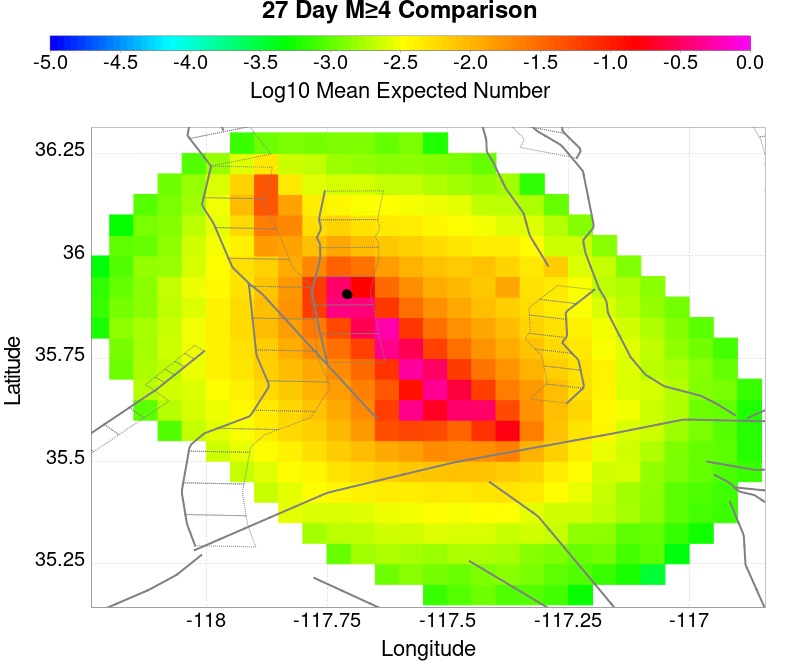 27 Day M≥4 Comparison
-5.0 -4.5 -4.0 -3.5 -3.0 -2.5 -2.0 -1.5 -1.0 -0.5 0.0
Log10 Mean Expected Number
36.25
36
35.75
35.5
35.25
Latitude
-118 -117.75 -117.5 -117.25 -117
Longitude